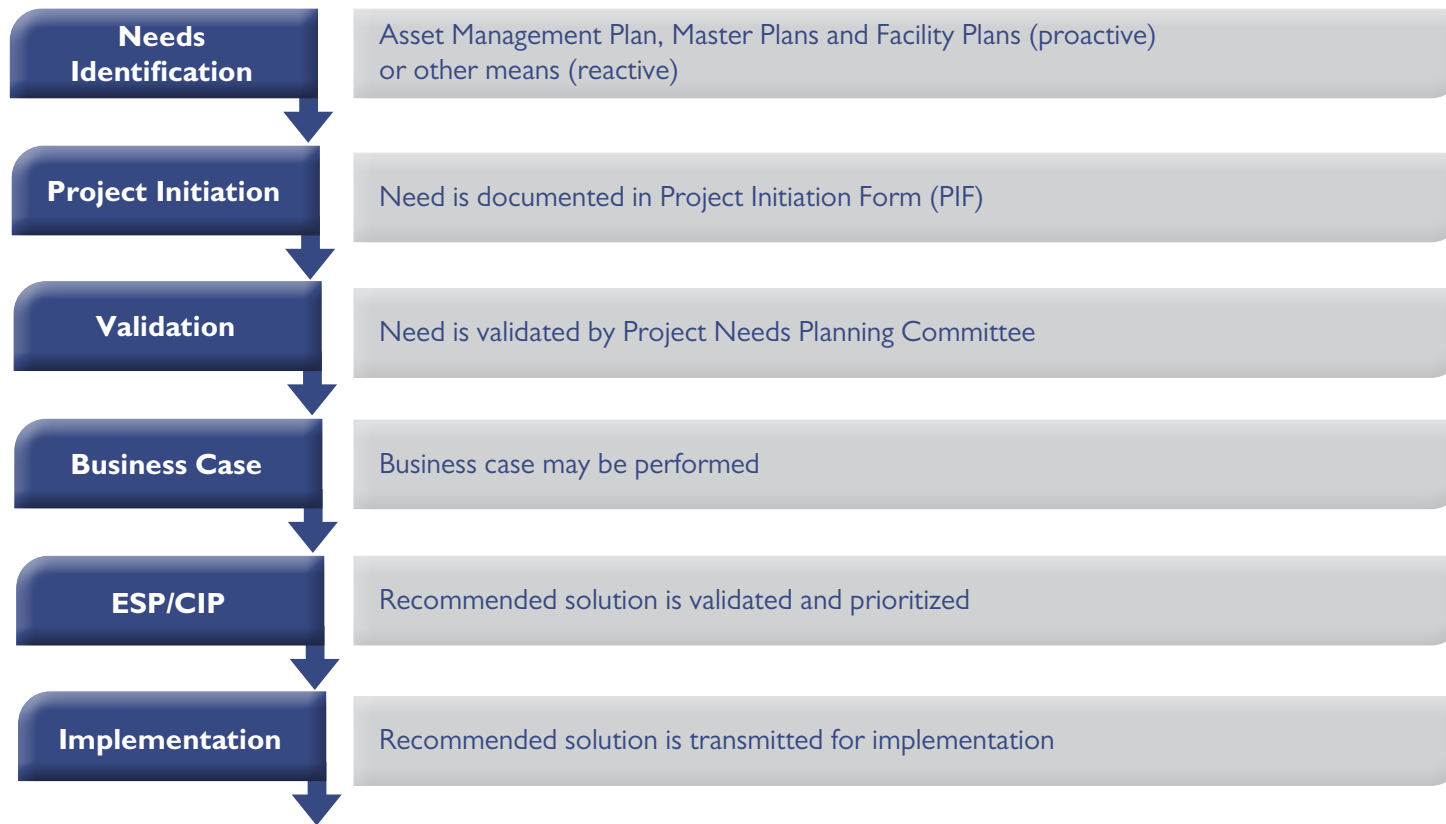 Needs
Identification
Asset Management Plan, Master Plans and Facility Plans (proactive)
or other means (reactive)
Project Initiation
Need is documented in Project Initiation Form (PIF)
Validation
Need is validated by Project Needs Planning Committee
Business Case
Business case may be performed
ESP/CIP
Recommended solution is validated and prioritized
Implementation
Recommended solution is transmitted for implementation